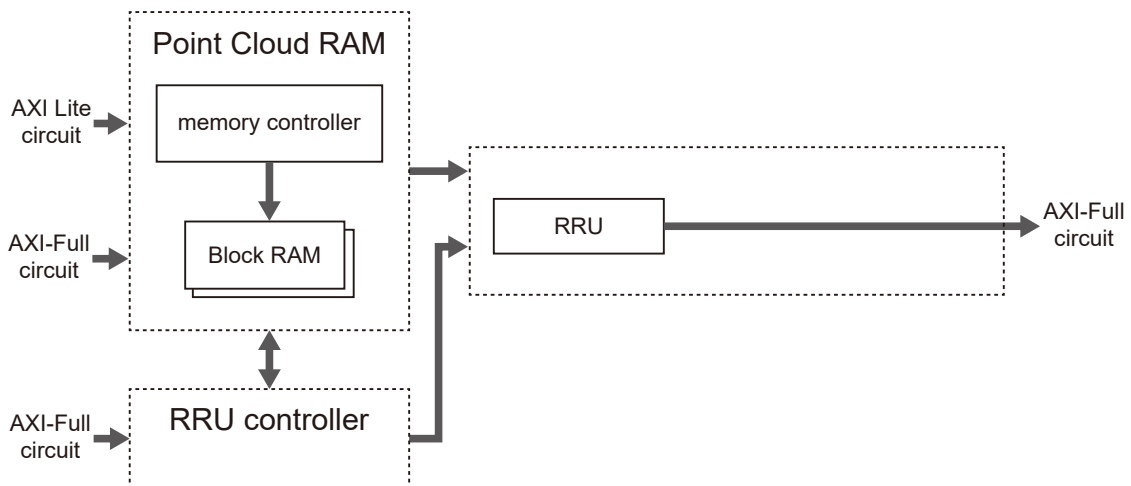 Point Cloud RAM
AXI Lite
circuit
memory controller
AXI-Full
circuit
Block RAM
RRU
AXI-Full
circuit
AXI-Full
circuit
RRU controller